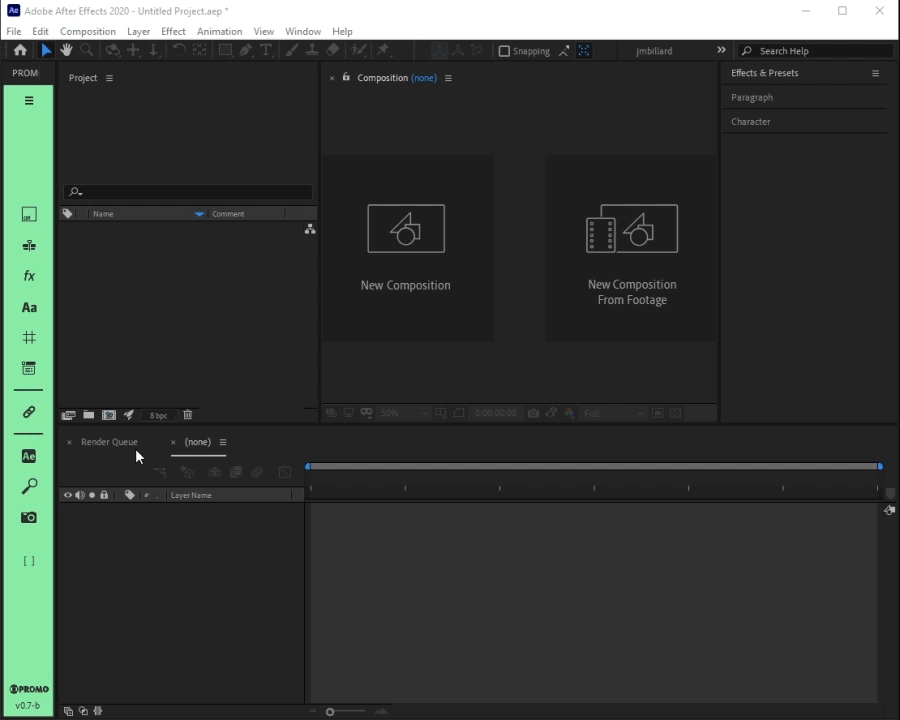 Ae Adobe After Effects 2020 - Untitled Project.aep *
File Edit Composition Layer Effect Animation View Window Help
Snapping jmbillard Search Help
PROM
Project
Composition (none)
Effects & Presets
Paragraph
Character
Name Comment
New Composition
New Composition
From Footage
fx
Aa
8 bpc
50% 0:00:00:00 Full
Render Queue (none)
Ae
# . Layer Name
[ ]
PROMO
v0.7-b